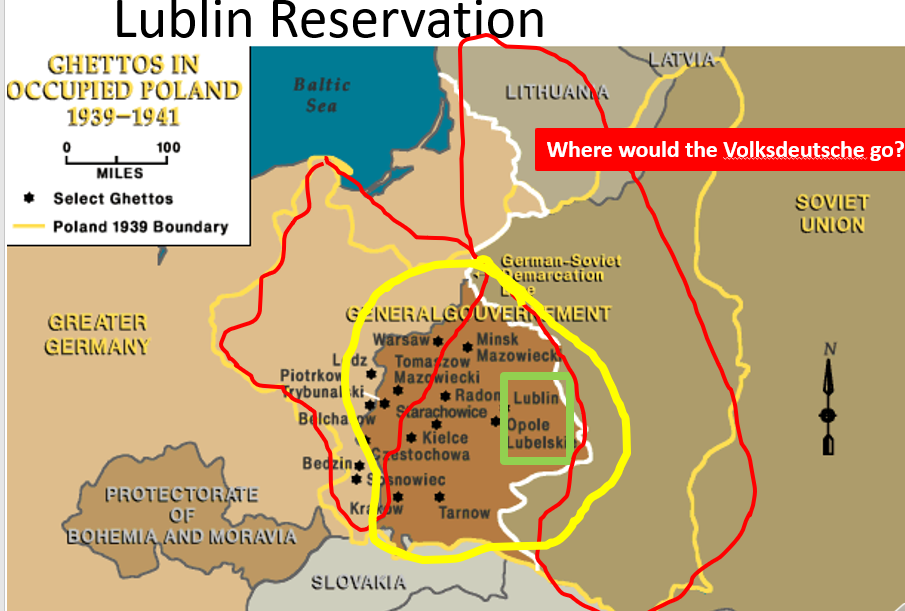 Lublin Reservation
GHETTOS IN
OCCUPIED POLAND
1939–1941
0 100
MILES
Select Ghettos
Poland 1939 Boundary
Baltic
Sea
LATVIA
LITHUANIA
Where would the Volksdeutsche go?
SOVIET
UNION
German-Soviet
Demarcation
GREATER
GERMANY
GENERALGOUVERNEMENT
Warsaw
Minsk
Mazowiecki
Lodz
Tomaszow
Mazowiecki
Piotrkow
Trybunalski
Radom
Lublin
Belchatow
Starachowice
Opole
Lubelski
Kielce
Czestochowa
Bedzin
Sosnowiec
Krakow
Tarnow
N
PROTECTORATE
OF
BOHEMIA AND MORAVIA
SLOVAKIA